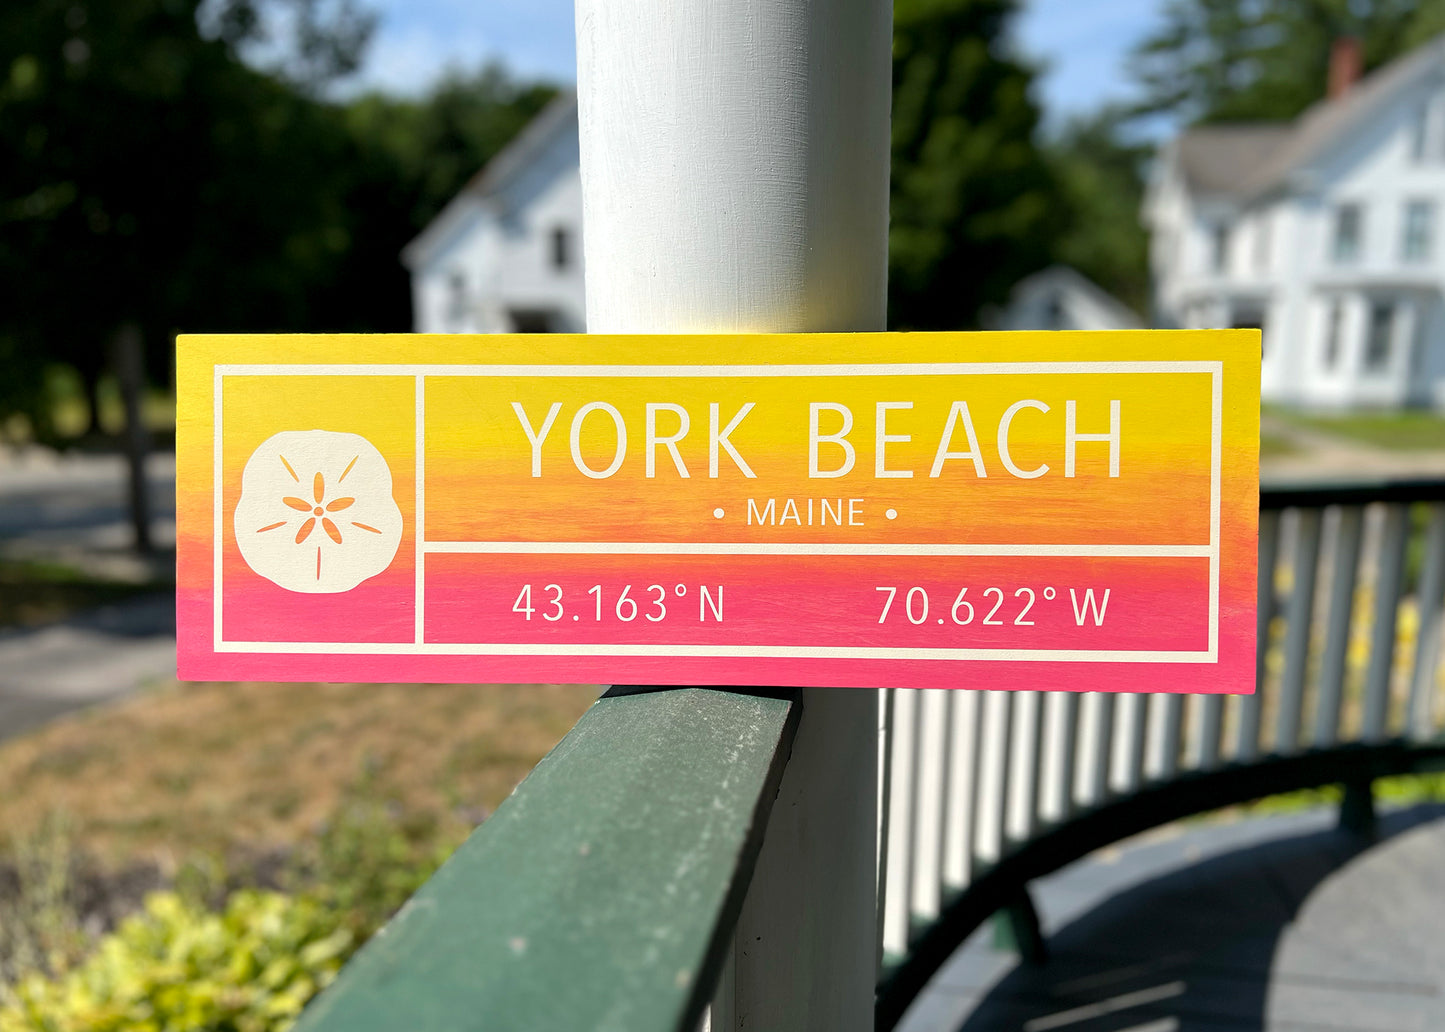 YORK BEACH
• MAINE •
43.163°N 70.622°W